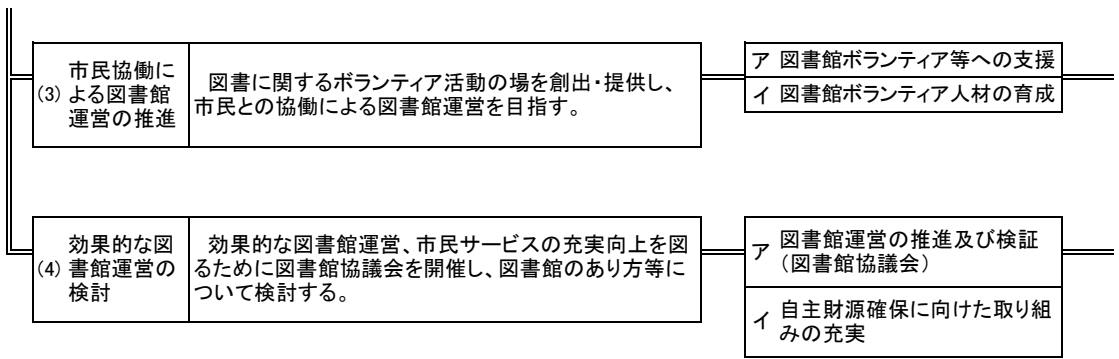 市民協働に
(3) よる図書館
運営の推進
図書に関するボランティア活動の場を創出・提供し、
市民との協働による図書館運営を目指す。
ア 図書館ボランティア等への支援
イ 図書館ボランティア人材の育成
効果的な図
(4) 書館運営の
検討
効果的な図書館運営、市民サービスの充実向上を図
るために図書館協議会を開催し、図書館のあり方等に
ついて検討する。
ア 図書館運営の推進及び検証
（図書館協議会）
イ 自主財源確保に向けた取り組
みの充実